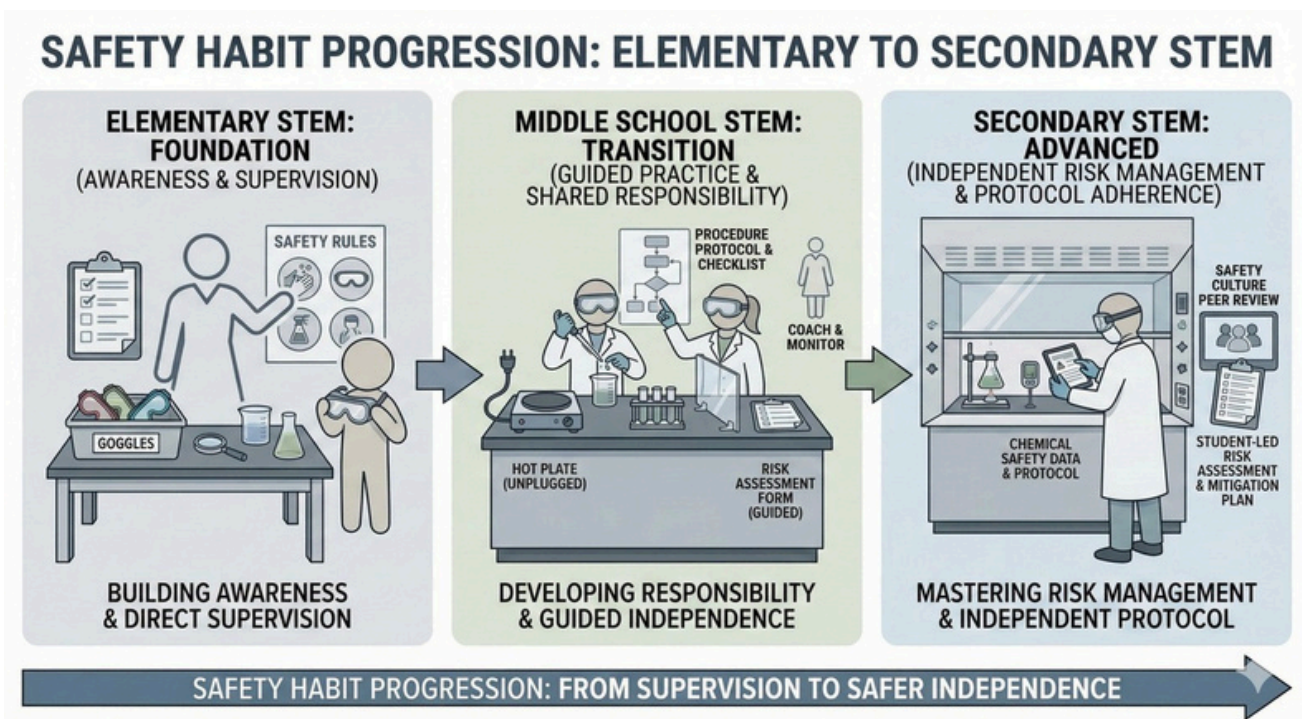 SAFETY HABIT PROGRESSION: ELEMENTARY TO SECONDARY STEM
ELEMENTARY STEM:
FOUNDATION
(AWARENESS & SUPERVISION)
SAFETY RULES
GOGGLES
BUILDING AWARENESS
& DIRECT SUPERVISION
MIDDLE SCHOOL STEM:
TRANSITION
(GUIDED PRACTICE &
SHARED RESPONSIBILITY)
PROCEDURE
PROTOCOL &
CHECKLIST
COACH &
MONITOR
HOT PLATE
(UNPLUGGED)
RISK
ASSESSMENT
FORM
(GUIDED)
DEVELOPING RESPONSIBILITY
& GUIDED INDEPENDENCE
SECONDARY STEM:
ADVANCED
(INDEPENDENT RISK MANAGEMENT
& PROTOCOL ADHERENCE)
SAFETY
CULTURE
PEER REVIEW
CHEMICAL
SAFETY DATA
& PROTOCOL
STUDENT-LED
RISK
ASSESSMENT
& MITIGATION
PLAN
MASTERING RISK MANAGEMENT
& INDEPENDENT PROTOCOL
SAFETY HABIT PROGRESSION: FROM SUPERVISION TO SAFER INDEPENDENCE